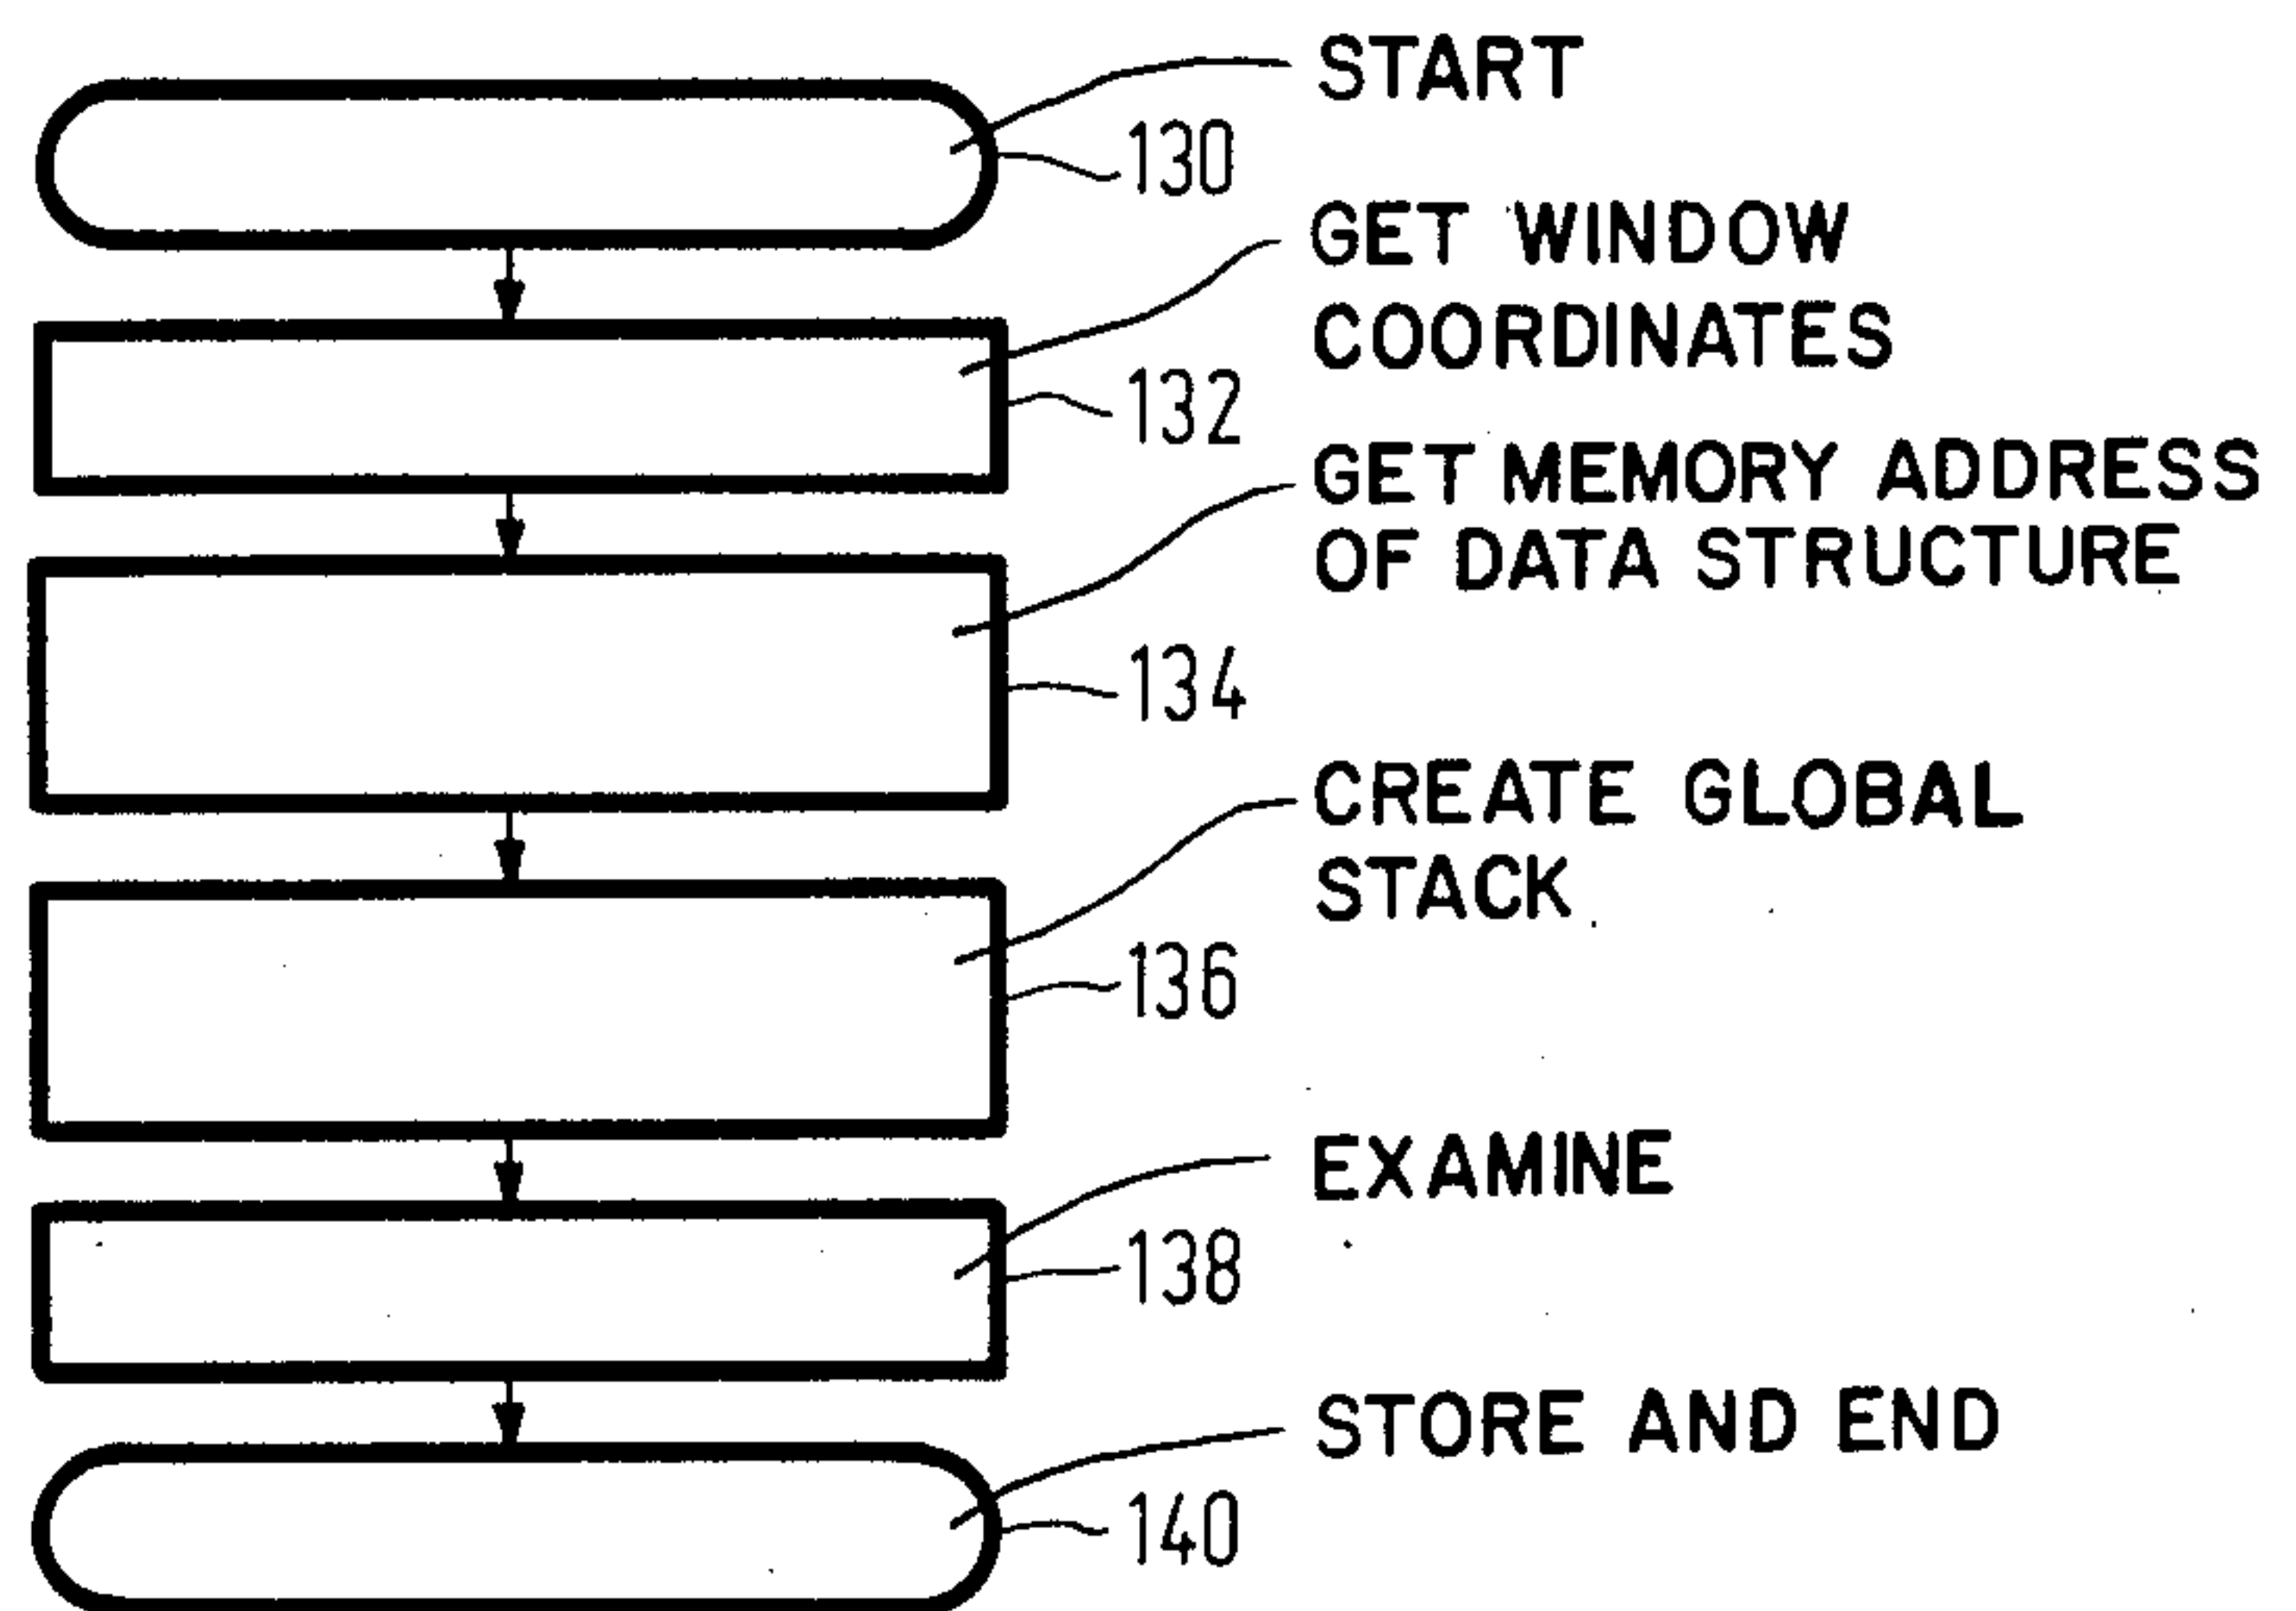 START
130
GET WINDOW
COORDINATES
132
GET MEMORY ADDRESS
OF DATA STRUCTURE
134
CREATE GLOBAL
STACK
136
EXAMINE
138
STORE AND END
140